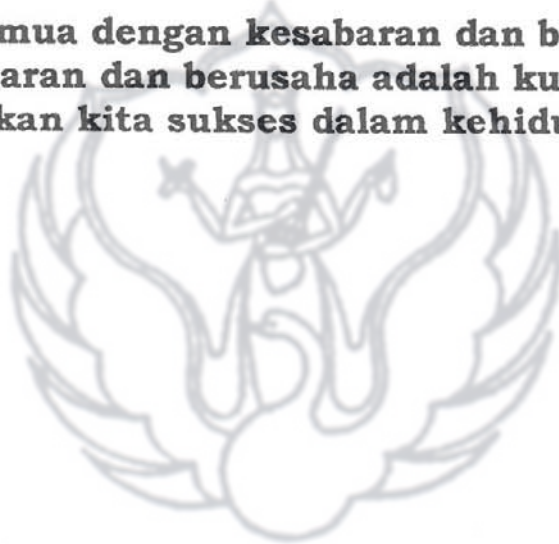 mua dengan kesabaran dan b
aran dan berusaha adalah ku
kan kita sukses dalam kehidu